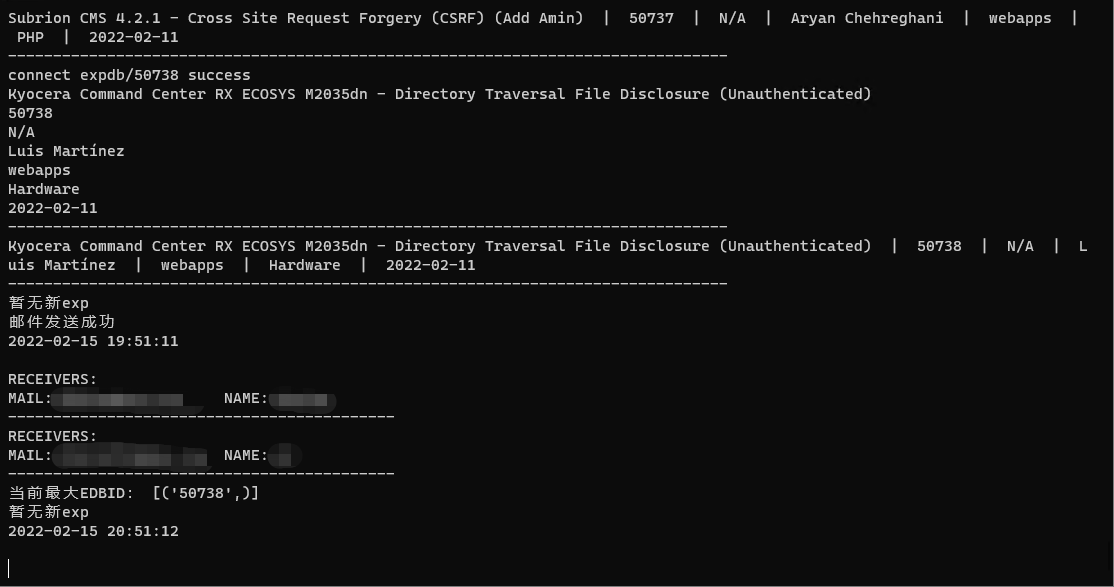 Subrion CMS 4.2.1 - Cross Site Request Forgery (CSRF) (Add Amin)  |  50737  |  N/A  |  Aryan Chehreghani  |  webapps  |
 PHP  |  2022-02-11
--------------------------------------------------------------------------------
connect expdb/50738 success
Kyocera Command Center RX ECOSYS M2035dn - Directory Traversal File Disclosure (Unauthenticated)
50738
N/A
Luis Martínez
webapps
Hardware
2022-02-11
--------------------------------------------------------------------------------
Kyocera Command Center RX ECOSYS M2035dn - Directory Traversal File Disclosure (Unauthenticated)  |  50738  |  N/A  |  L
uis Martínez  |  webapps  |  Hardware  |  2022-02-11
--------------------------------------------------------------------------------
暂无新exp
邮件发送成功
2022-02-15 19:51:11
RECEIVERS:
MAIL: NAME:
-------------------------------------------
RECEIVERS:
MAIL: NAME:
-------------------------------------------
当前最大EDBID:  [('50738',)]
暂无新exp
2022-02-15 20:51:12